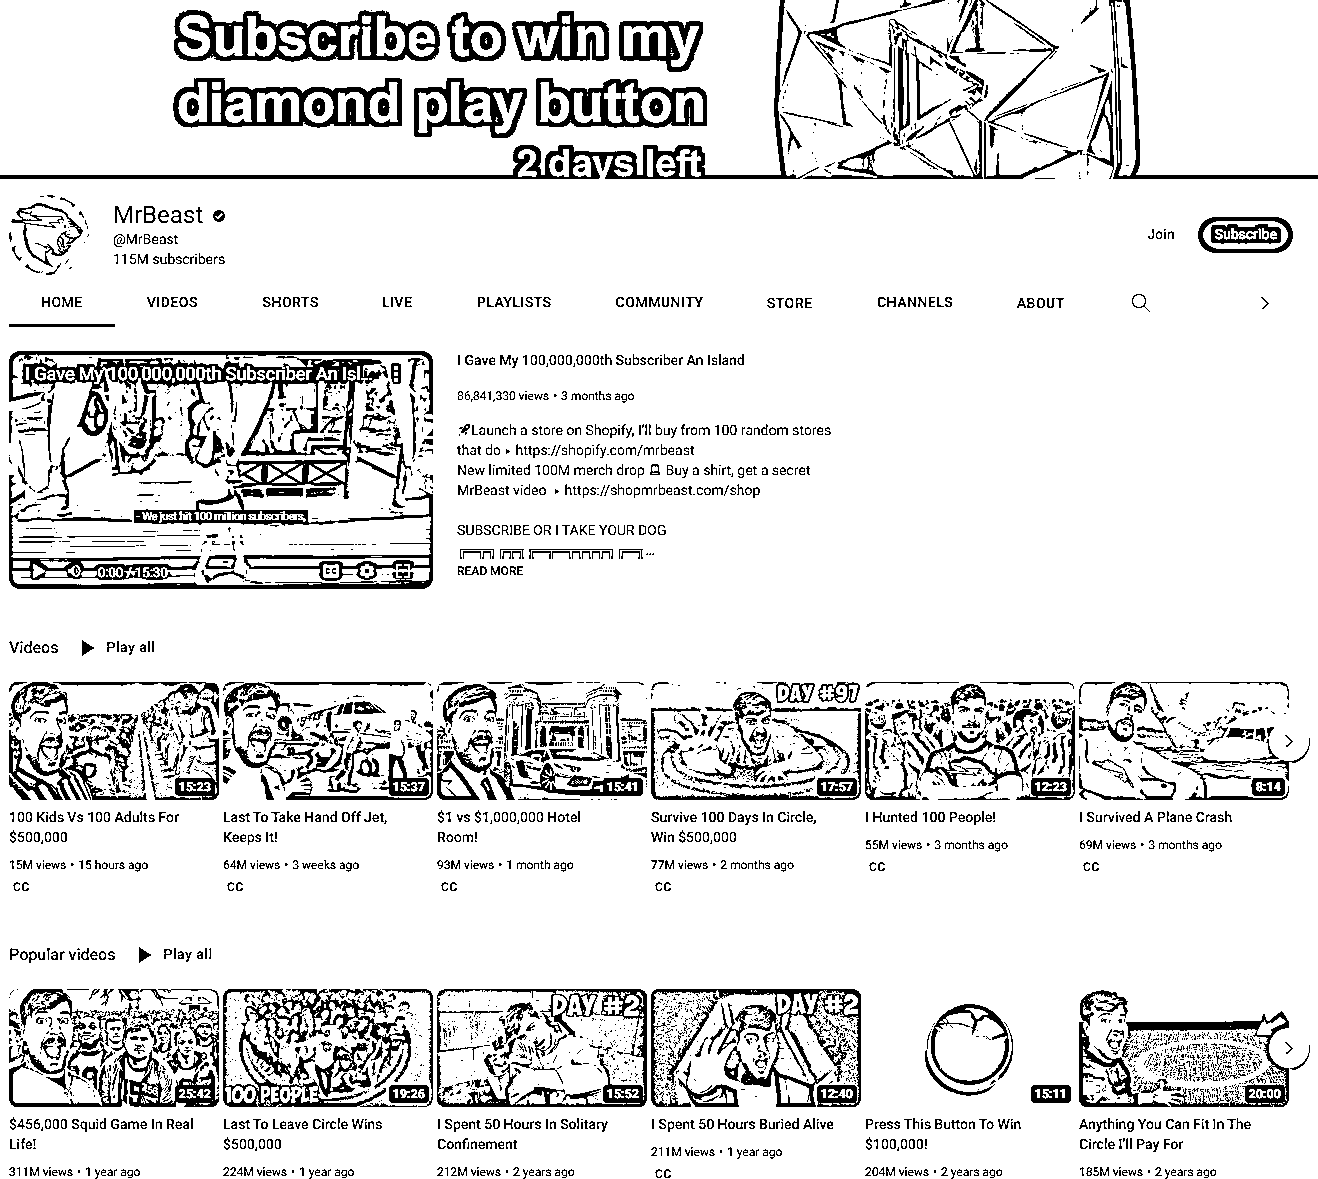 Subscribe to win my
diamond play button
2 days left
MrBeast
@MrBeast
115M subscribers
Join
Subscribe
HOME VIDEOS SHORTS LIVE PLAYLISTS COMMUNITY STORE CHANNELS ABOUT
I Gave My 100,000,000th Subscriber An Isl...
- We just hit 100 million subscribers,
0:00 / 15:30
CC
I Gave My 100,000,000th Subscriber An Island
86,841,330 views • 3 months ago
🚀Launch a store on Shopify, I'll buy from 100 random stores
that do ▸ https://shopify.com/mrbeast
New limited 100M merch drop 🚨 Buy a shirt, get a secret
MrBeast video ▸ https://shopmrbeast.com/shop
SUBSCRIBE OR I TAKE YOUR DOG
╔═╦╗╔╦╗╔═╦═╦╦╦╦╗╔═╗...
READ MORE
Videos Play all
15:23
100 Kids Vs 100 Adults For
$500,000
15M views • 15 hours ago
CC
15:37
Last To Take Hand Off Jet,
Keeps It!
64M views • 3 weeks ago
CC
15:41
$1 vs $1,000,000 Hotel
Room!
93M views • 1 month ago
CC
DAY #97
17:57
Survive 100 Days In Circle,
Win $500,000
77M views • 2 months ago
CC
12:23
I Hunted 100 People!
55M views • 3 months ago
CC
8:14
I Survived A Plane Crash
69M views • 3 months ago
CC
Popular videos Play all
25:42
$456,000 Squid Game In Real
Life!
311M views • 1 year ago
100 PEOPLE
19:26
Last To Leave Circle Wins
$500,000
224M views • 1 year ago
DAY #2
15:52
I Spent 50 Hours In Solitary
Confinement
212M views • 2 years ago
DAY #2
12:40
I Spent 50 Hours Buried Alive
211M views • 1 year ago
CC
15:11
Press This Button To Win
$100,000!
204M views • 2 years ago
20:00
Anything You Can Fit In The
Circle I'll Pay For
185M views • 2 years ago